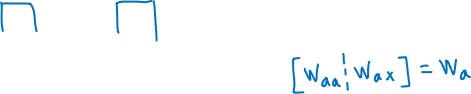 [Waa ¦ Wax] = Wa